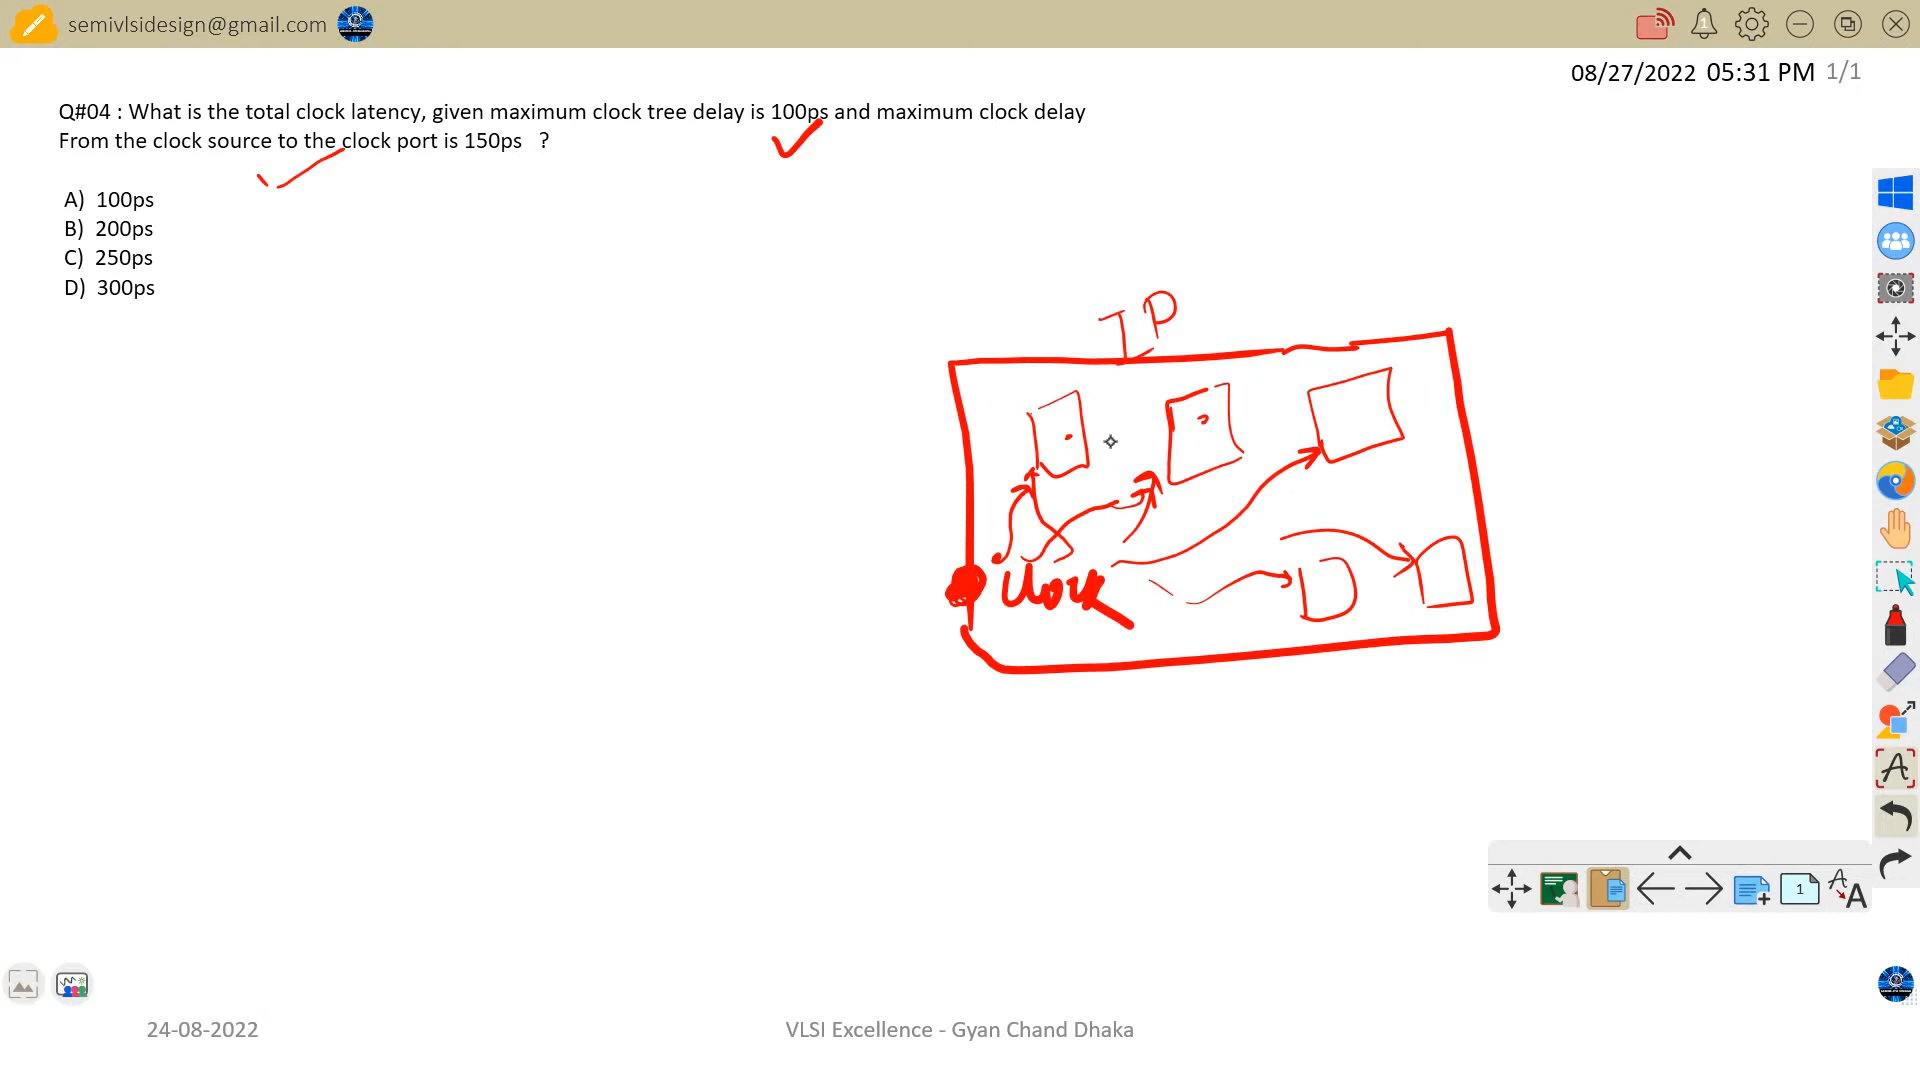 semivlsidesign@gmail.com
08/27/2022 05:31 PM 1/1
Q#04 : What is the total clock latency, given maximum clock tree delay is 100ps and maximum clock delay
From the clock source to the clock port is 150ps ?
A) 100ps
B) 200ps
C) 250ps
D) 300ps
IP
Clock
1
24-08-2022
VLSI Excellence - Gyan Chand Dhaka